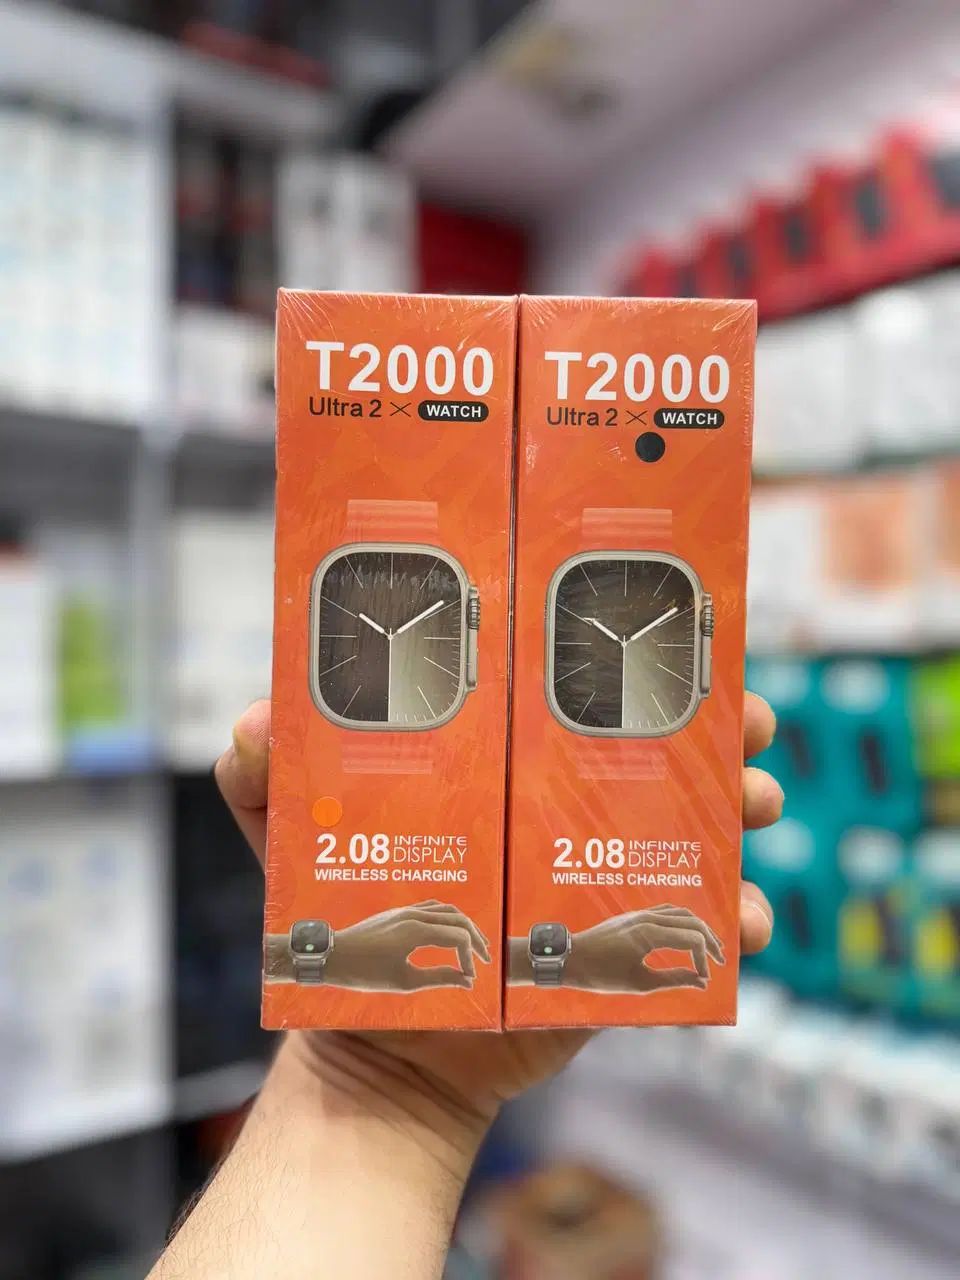 T2000
Ultra 2 × WATCH
2.08 INFINITE DISPLAY
WIRELESS CHARGING
T2000
Ultra 2 × WATCH
2.08 INFINITE DISPLAY
WIRELESS CHARGING